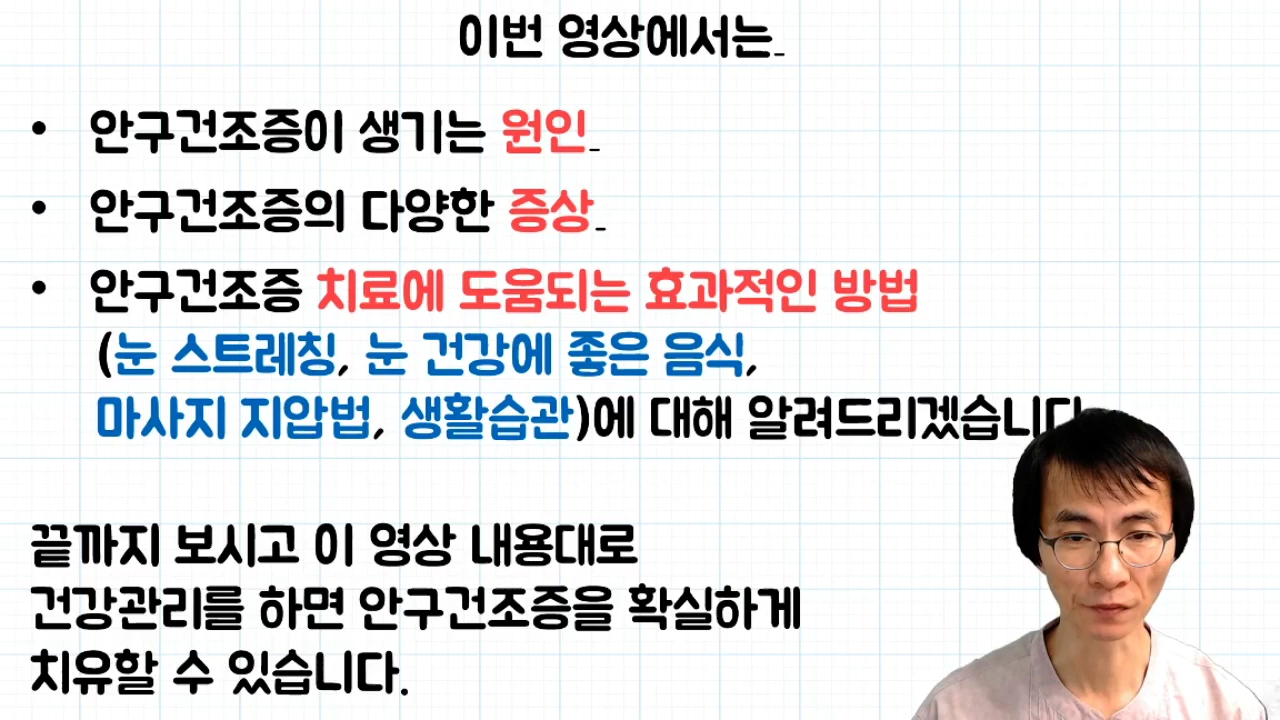 이번 영상에서는_
• 안구건조증이 생기는 원인_
• 안구건조증의 다양한 증상_
• 안구건조증 치료에 도움되는 효과적인 방법
(눈 스트레칭, 눈 건강에 좋은 음식,
마사지 지압법, 생활습관)에 대해 알려드리겠습니다
끝까지 보시고 이 영상 내용대로
건강관리를 하면 안구건조증을 확실하게
치유할 수 있습니다.